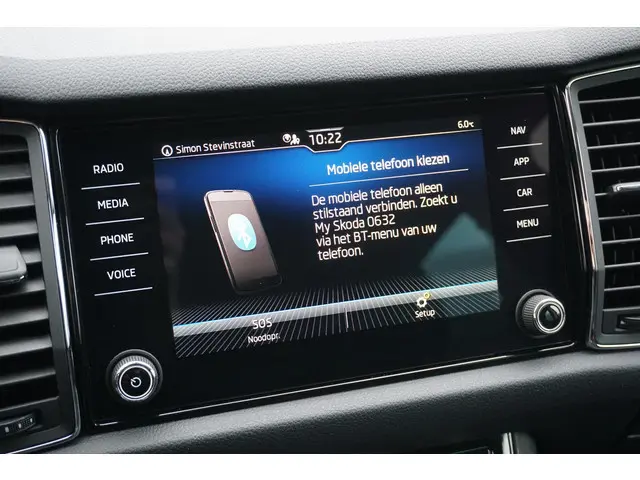 Simon Stevinstraat
10:22
6.0°C
RADIO
MEDIA
PHONE
VOICE
NAV
APP
CAR
MENU
Mobiele telefoon kiezen
De mobiele telefoon alleen
stilstaand verbinden. Zoekt u
My Skoda 0632
via het BT-menu van uw
telefoon.
SOS
Noodopr.
Setup